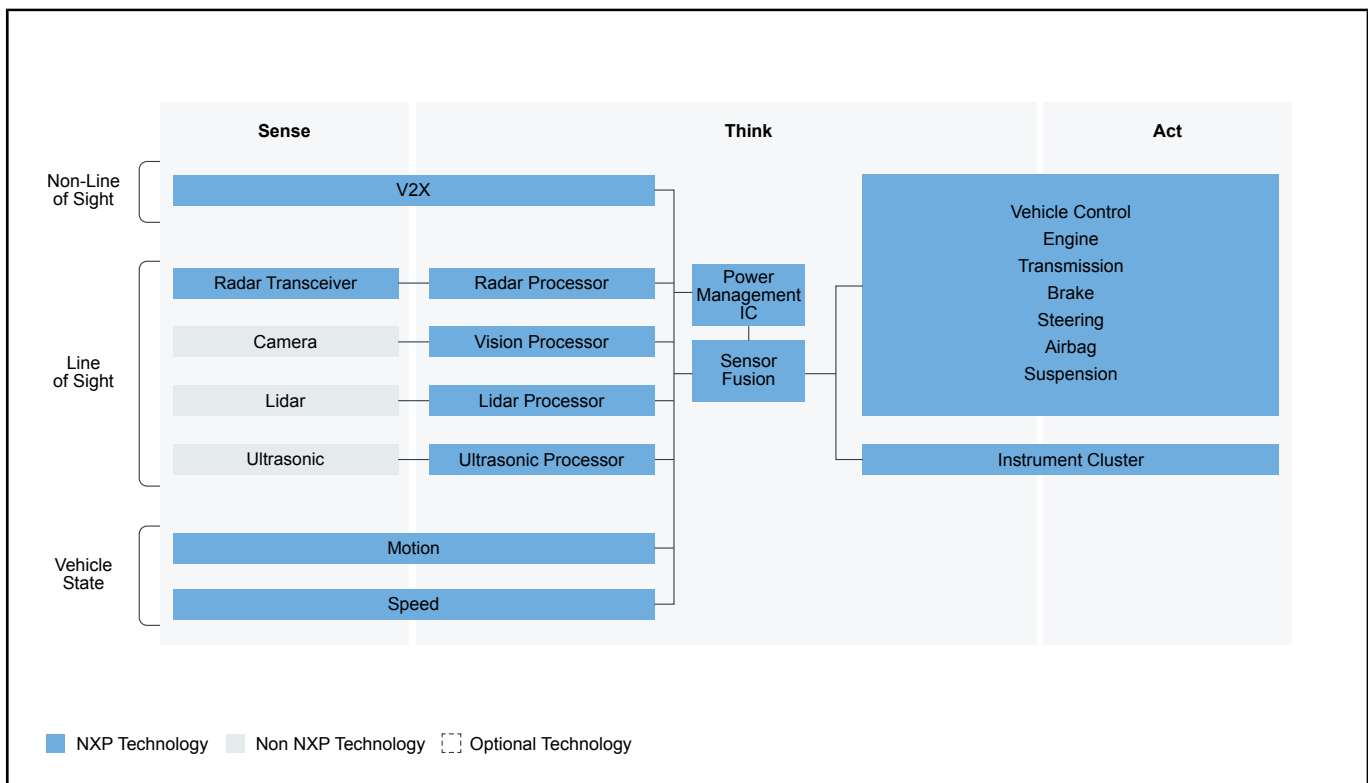 Sense
Think
Act
Non-Line
of Sight
V2X
Line
of Sight
Radar Transceiver
Radar Processor
Camera
Vision Processor
Lidar
Lidar Processor
Ultrasonic
Ultrasonic Processor
Vehicle
State
Motion
Speed
Power
Management
IC
Sensor
Fusion
Vehicle Control
Engine
Transmission
Brake
Steering
Airbag
Suspension
Instrument Cluster
NXP Technology
Non NXP Technology
Optional Technology